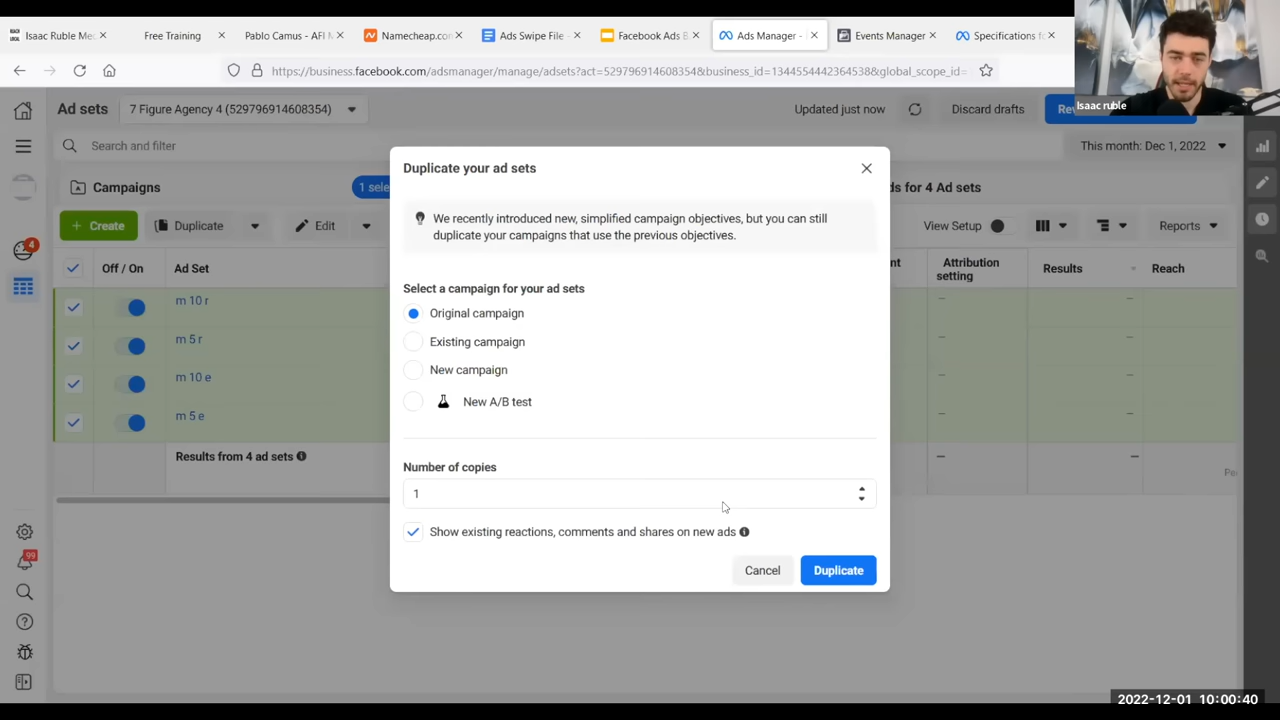 Isaac Ruble Me
Free Training
Pablo Camus - AFI M
Namecheap.co
Ads Swipe File -
Facebook Ads B
Ads Manager -
Events Manager
Specifications f
https://business.facebook.com/adsmanager/manage/adsets?act=529796914608354&business_id=13445544423645388&global_scope_id=
Isaac ruble
Ad sets
7 Figure Agency 4 (529796914608354)
Updated just now
Discard drafts
Search and filter
This month: Dec 1, 2022
Campaigns
1 sele
ds for 4 Ad sets
+ Create
Duplicate
Edit
View Setup
Reports
Off / On
Ad Set
nt
Attribution
setting
Results
Reach
m 10 r
m 5 r
m 10 e
m 5 e
Results from 4 ad sets
4
99
Duplicate your ad sets
We recently introduced new, simplified campaign objectives, but you can still
duplicate your campaigns that use the previous objectives.
Select a campaign for your ad sets
Original campaign
Existing campaign
New campaign
New A/B test
Number of copies
1
Show existing reactions, comments and shares on new ads
Cancel
Duplicate
2022-12-01 10:00:40